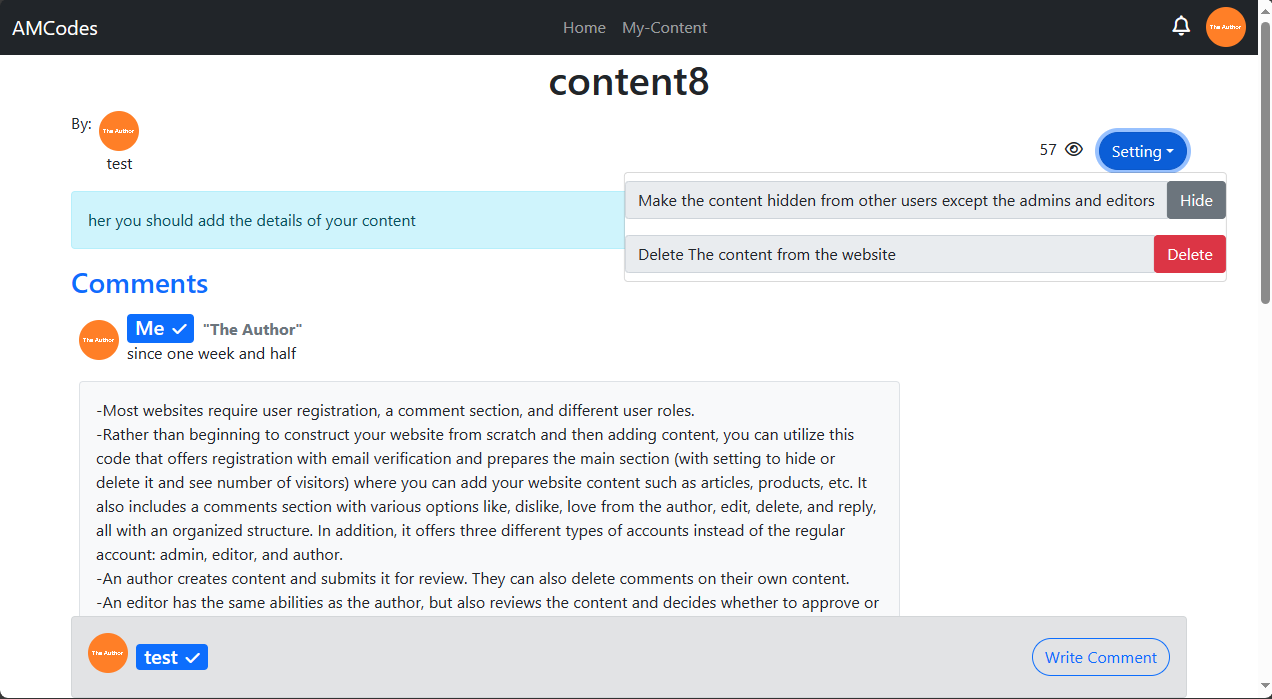 AMCodes
Home My-Content
The Author
content8
By:
The Author
test
57
Setting
Make the content hidden from other users except the admins and editors Hide
her you should add the details of your content
Delete The content from the website Delete
Comments
The Author
Me "The Author"
since one week and half
-Most websites require user registration, a comment section, and different user roles.
-Rather than beginning to construct your website from scratch and then adding content, you can utilize this
code that offers registration with email verification and prepares the main section (with setting to hide or
delete it and see number of visitors) where you can add your website content such as articles, products, etc. It
also includes a comments section with various options like, dislike, love from the author, edit, delete, and reply,
all with an organized structure. In addition, it offers three different types of accounts instead of the regular
account: admin, editor, and author.
-An author creates content and submits it for review. They can also delete comments on their own content.
-An editor has the same abilities as the author, but also reviews the content and decides whether to approve or
The Author
test
Write Comment